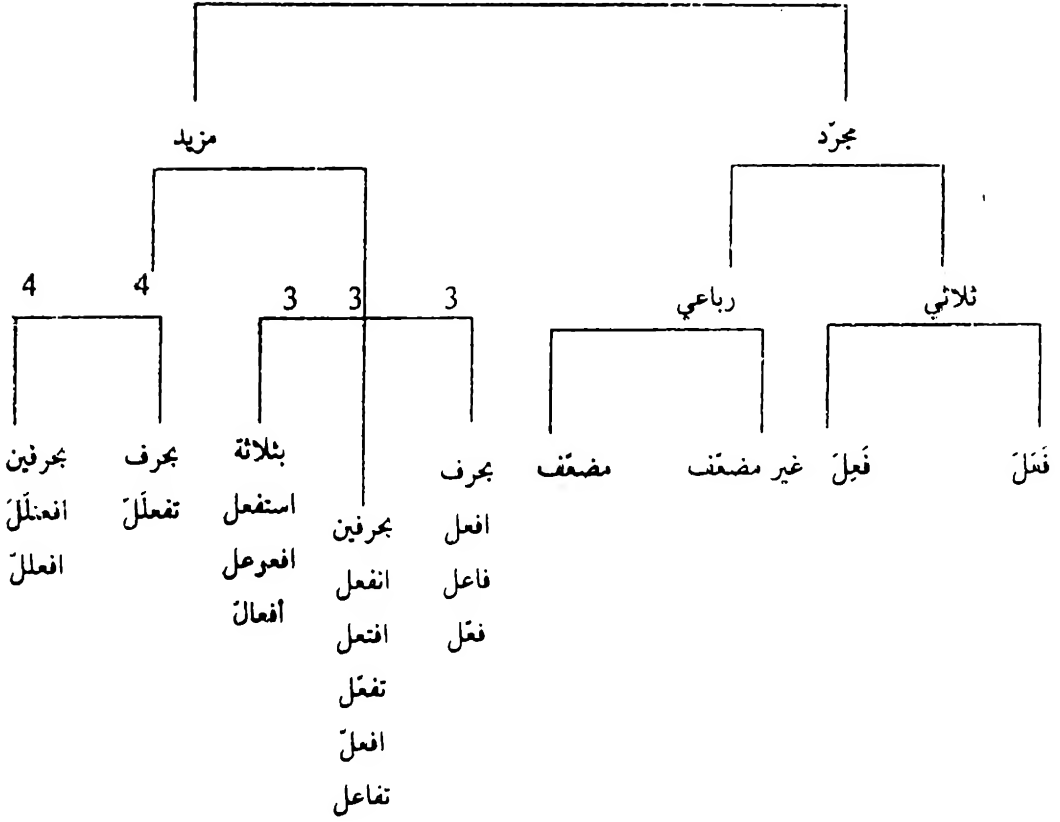 مجرّد
مزيد
ثلاثي
رباعي
3
3
3
4
4
فَعَلَ
فَعِلَ
غير مضعّف
مضعّف
بحرف
افعل
فاعل
فعّل
بحرفين
انفعل
افتعل
تفعّل
افعلّ
تفاعل
بثلاثة
استفعل
افعوعل
أفعالّ
بحرف
تفعلَلَ
بحرفين
افعنلَلَ
افعللّ